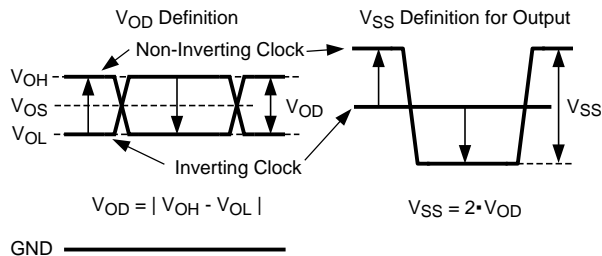 VOD Definition
VSS Definition for Output
Non-Inverting Clock
VOH
VOS
VOL
VOD
VSS
Inverting Clock
VOD = | VOH - VOL |
VSS = 2▪VOD
GND